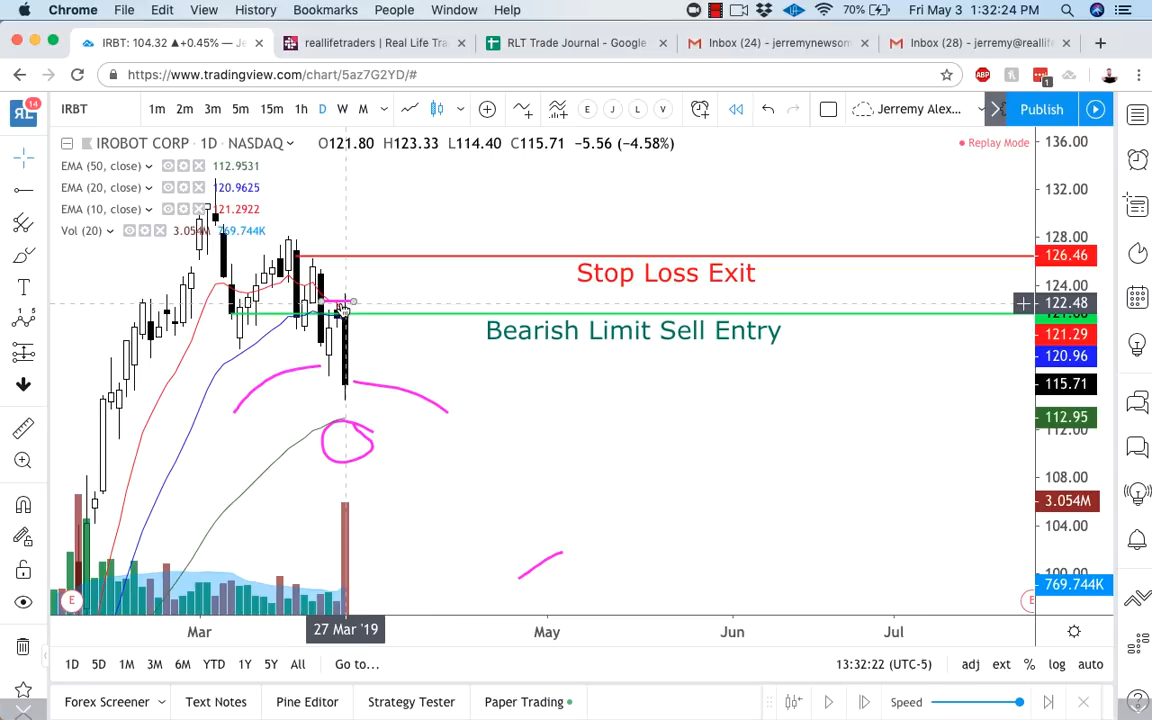 Chrome File Edit View History Bookmarks People Window Help 70% Fri May 3 1:32:24 PM
IRBT: 104.32 ▲+0.45% — Je × reallifetraders | Real Life Tra × RLT Trade Journal - Google × Inbox (24) - jeremynewsom × Inbox (28) - jeremy@reallife ×
https://www.tradingview.com/chart/5az7G2YD/#
14 IRBT 1m 2m 3m 5m 15m 1h D W M E J L V Jeremy Alex... Publish
IROBOT CORP · 1D · NASDAQ O121.80 H123.33 L114.40 C115.71 -5.56 (-4.58%) Replay Mode
EMA (50, close) 112.9531
EMA (20, close) 120.9625
EMA (10, close) 121.2922
Vol (20) 3.054M 769.744K
136.00
132.00
128.00
126.46
Stop Loss Exit
124.00
122.48
121.29
Bearish Limit Sell Entry
120.96
115.71
112.95
112.00
108.00
3.054M
104.00
100.00
769.744K
E E
Mar 27 Mar '19 May Jun Jul
1D 5D 1M 3M 6M YTD 1Y 5Y All Go to... 13:32:22 (UTC-5) adj ext % log auto
Forex Screener Text Notes Pine Editor Strategy Tester Paper Trading Speed